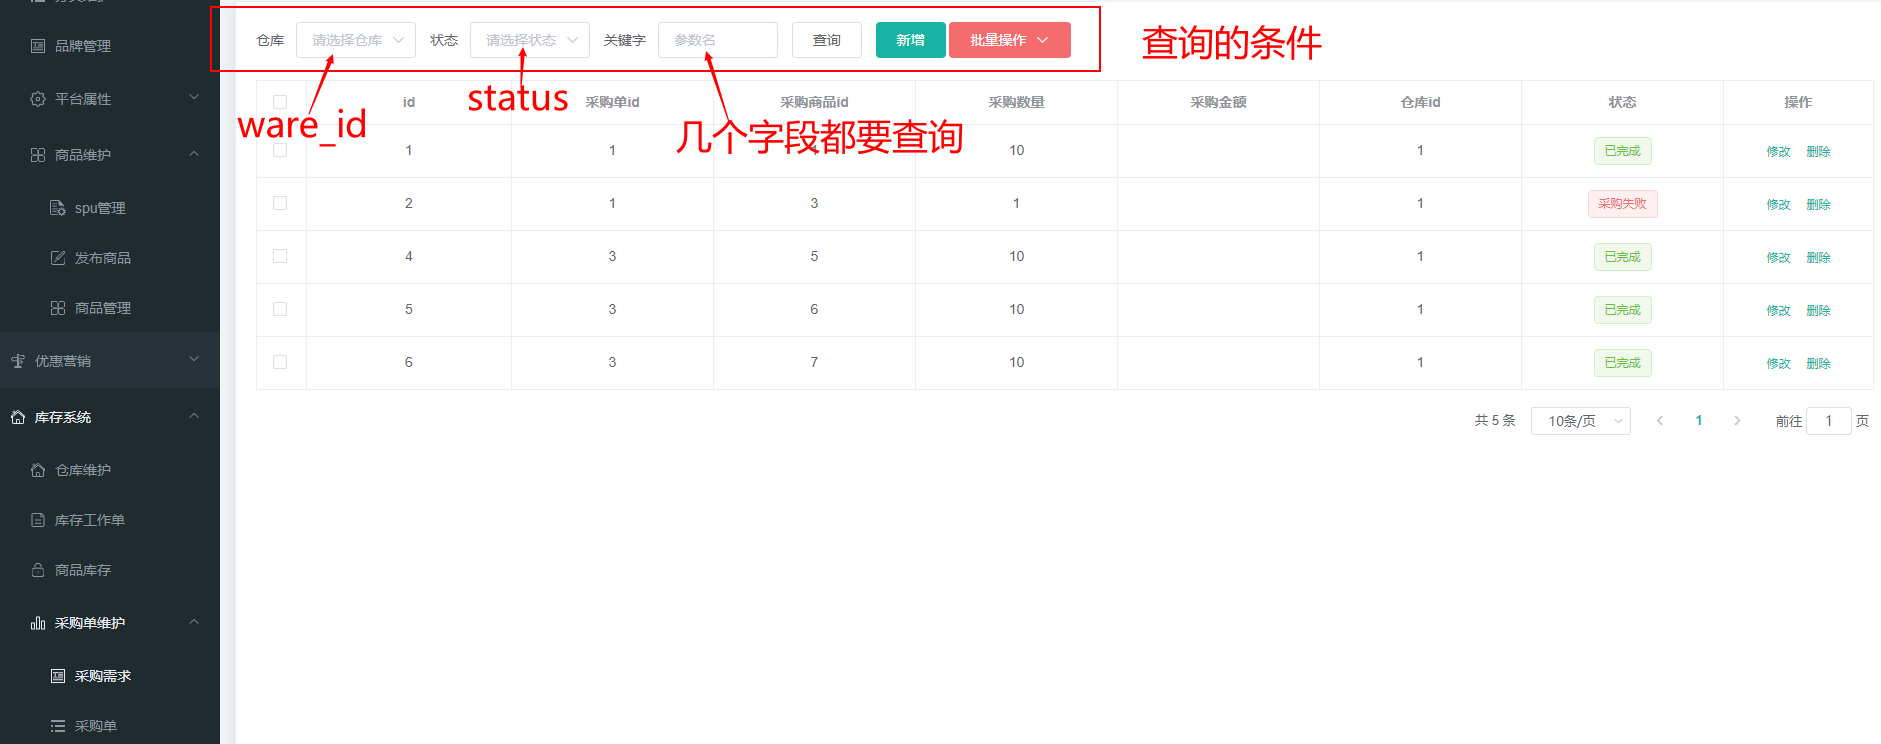 品牌管理
平台属性
商品维护
spu管理
发布商品
商品管理
优惠营销
库存系统
仓库维护
库存工作单
商品库存
采购单维护
采购需求
采购单
仓库 请选择仓库 状态 请选择状态 关键字 参数名 查询 新增 批量操作
查询的条件
ware_id
status
几个字段都要查询
id 采购单id 采购商品id 采购数量 采购金额 仓库id 状态 操作
1 1 1 10 1 已完成 修改 删除
2 1 3 1 1 采购失败 修改 删除
4 3 5 10 1 已完成 修改 删除
5 3 6 10 1 已完成 修改 删除
6 3 7 10 1 已完成 修改 删除
共 5 条 10条/页 1 前往 1 页